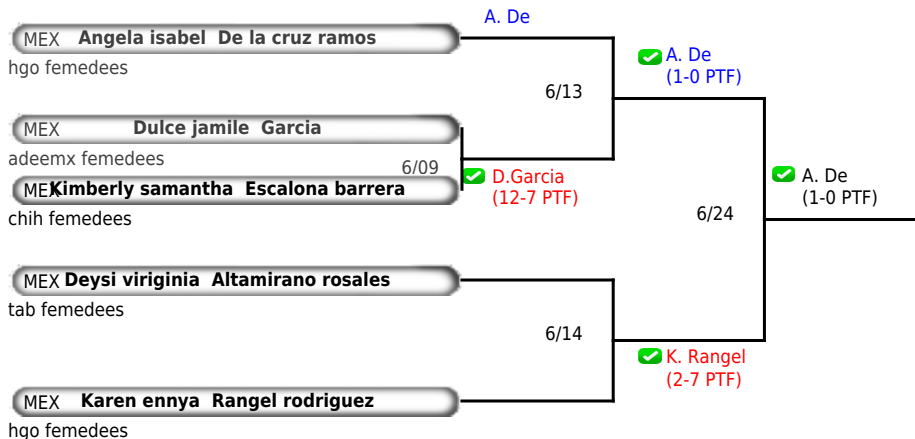 A. De
MEX Angela isabel De la cruz ramos
hgo femedees
A. De
(1-0 PTF)
6/13
MEX Dulce jamile Garcia
adeemx femedees
6/09
D.Garcia
(12-7 PTF)
MEX Kimberly samantha Escalona barrera
chih femedees
A. De
(1-0 PTF)
6/24
MEX Deysi viriginia Altamirano rosales
tab femedees
6/14
K. Rangel
(2-7 PTF)
MEX Karen ennya Rangel rodriguez
hgo femedees